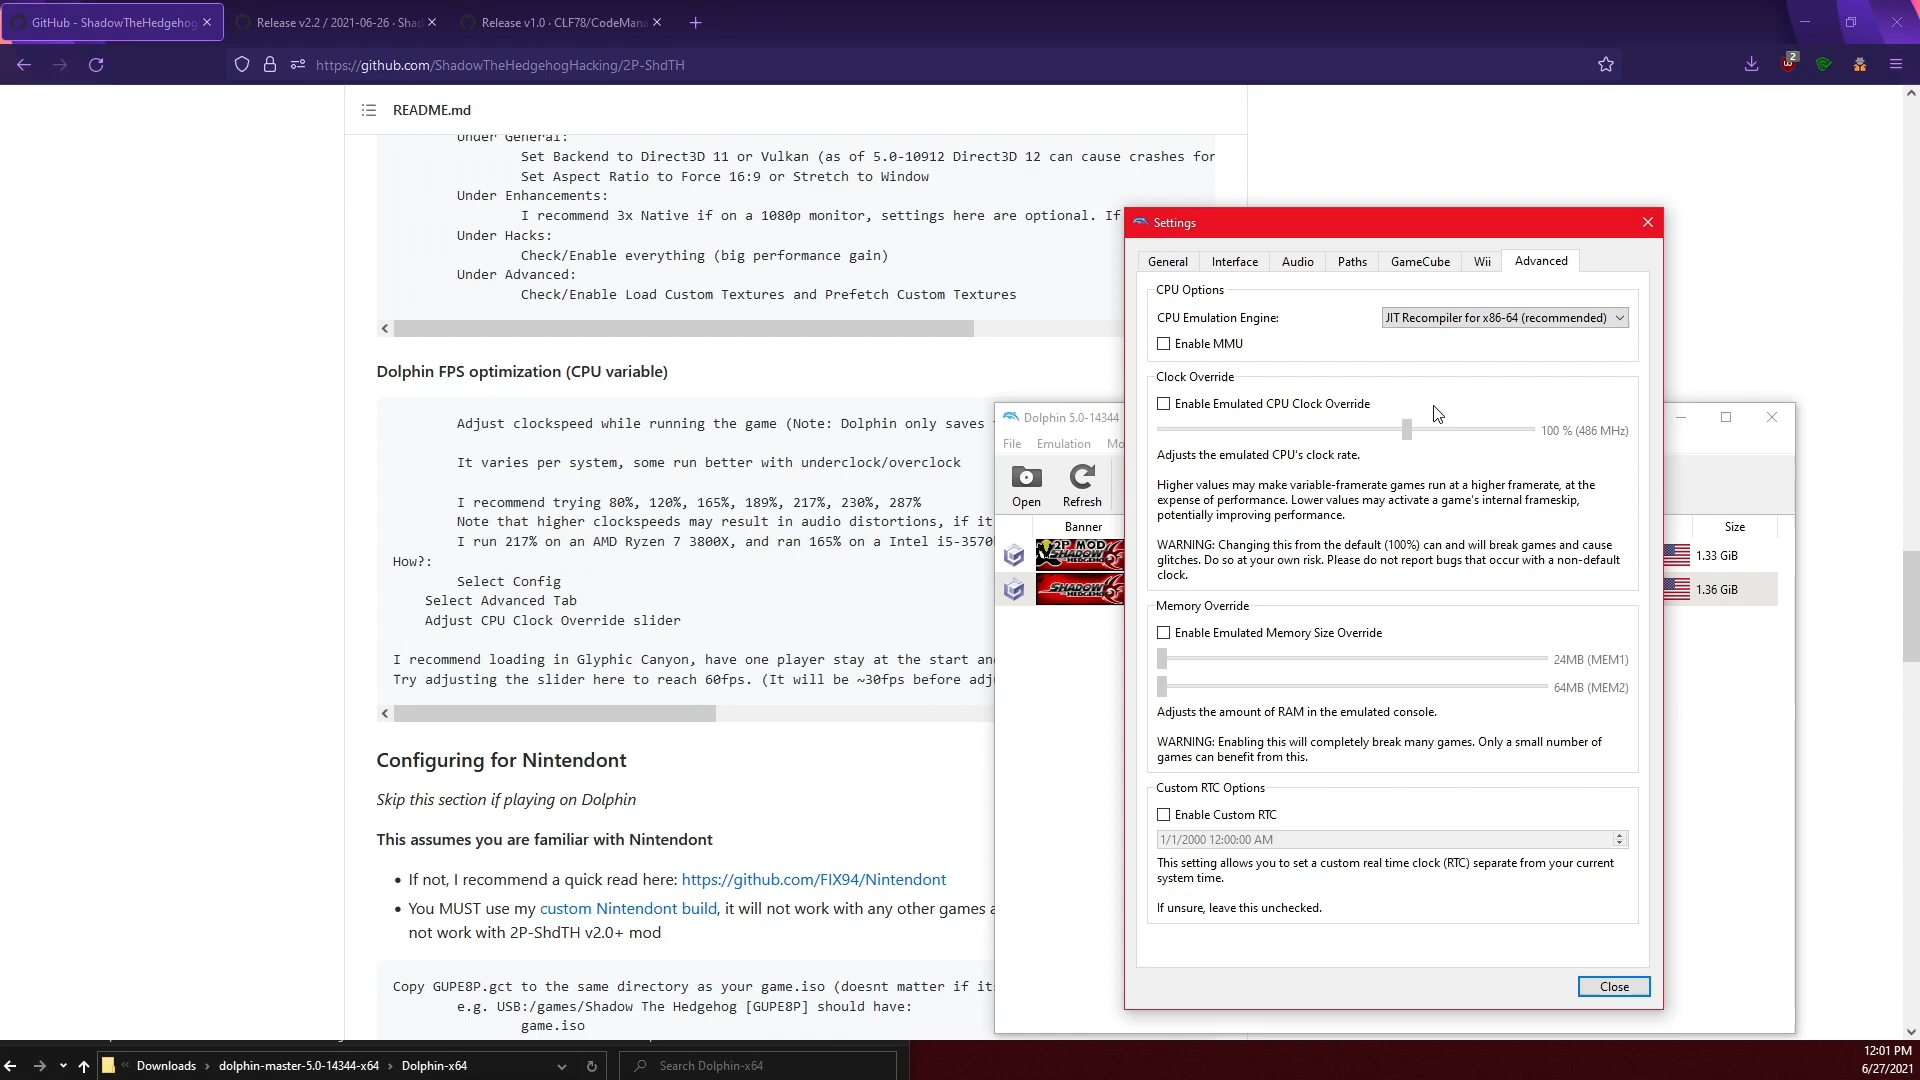 GitHub - ShadowTheHedgehog
Release v2.2 / 2021-06-26 · Shad
Release v1.0 · CLF78/CodeMana
https://github.com/ShadowTheHedgehogHacking/2P-ShdTH
2
README.md
Under General:
Set Backend to Direct3D 11 or Vulkan (as of 5.0-10912 Direct3D 12 can cause crashes for
Set Aspect Ratio to Force 16:9 or Stretch to Window
Under Enhancements:
I recommend 3x Native if on a 1080p monitor, settings here are optional. If
Under Hacks:
Check/Enable everything (big performance gain)
Under Advanced:
Check/Enable Load Custom Textures and Prefetch Custom Textures
Dolphin FPS optimization (CPU variable)
Adjust clockspeed while running the game (Note: Dolphin only saves
It varies per system, some run better with underclock/overclock
I recommend trying 80%, 120%, 165%, 189%, 217%, 230%, 287%
Note that higher clockspeeds may result in audio distortions, if it
I run 217% on an AMD Ryzen 7 3800X, and ran 165% on a Intel i5-3570
How?:
Select Config
Select Advanced Tab
Adjust CPU Clock Override slider
I recommend loading in Glyphic Canyon, have one player stay at the start an
Try adjusting the slider here to reach 60fps. (It will be ~30fps before adj
Configuring for Nintendont
Skip this section if playing on Dolphin
This assumes you are familiar with Nintendont
• If not, I recommend a quick read here: https://github.com/FIX94/Nintendont
• You MUST use my custom Nintendont build, it will not work with any other games a
not work with 2P-ShdTH v2.0+ mod
Copy GUPE8P.gct to the same directory as your game.iso (doesnt matter if it
e.g. USB:/games/Shadow The Hedgehog [GUPE8P] should have:
game.iso
Dolphin 5.0-14344
File Emulation Mo
Open Refresh
Banner
Size
2P MOD
SHADOW
1.33 GiB
SHADOW
1.36 GiB
Settings
General Interface Audio Paths GameCube Wii Advanced
CPU Options
CPU Emulation Engine: JIT Recompiler for x86-64 (recommended)
Enable MMU
Clock Override
Enable Emulated CPU Clock Override
100 % (486 MHz)
Adjusts the emulated CPU's clock rate.
Higher values may make variable-framerate games run at a higher framerate, at the
expense of performance. Lower values may activate a game's internal frameskip,
potentially improving performance.
WARNING: Changing this from the default (100%) can and will break games and cause
glitches. Do so at your own risk. Please do not report bugs that occur with a non-default
clock.
Memory Override
Enable Emulated Memory Size Override
24MB (MEM1)
64MB (MEM2)
Adjusts the amount of RAM in the emulated console.
WARNING: Enabling this will completely break many games. Only a small number of
games can benefit from this.
Custom RTC Options
Enable Custom RTC
1/1/2000 12:00:00 AM
This setting allows you to set a custom real time clock (RTC) separate from your current
system time.
If unsure, leave this unchecked.
Close
Downloads › dolphin-master-5.0-14344-x64 › Dolphin-x64
Search Dolphin-x64
12:01 PM
6/27/2021